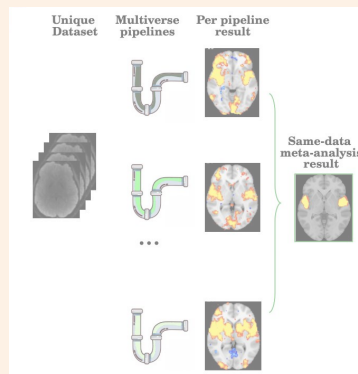 Unique
Dataset
Multiverse
pipelines
Per pipeline
result
Same-data
meta-analysis
result
...